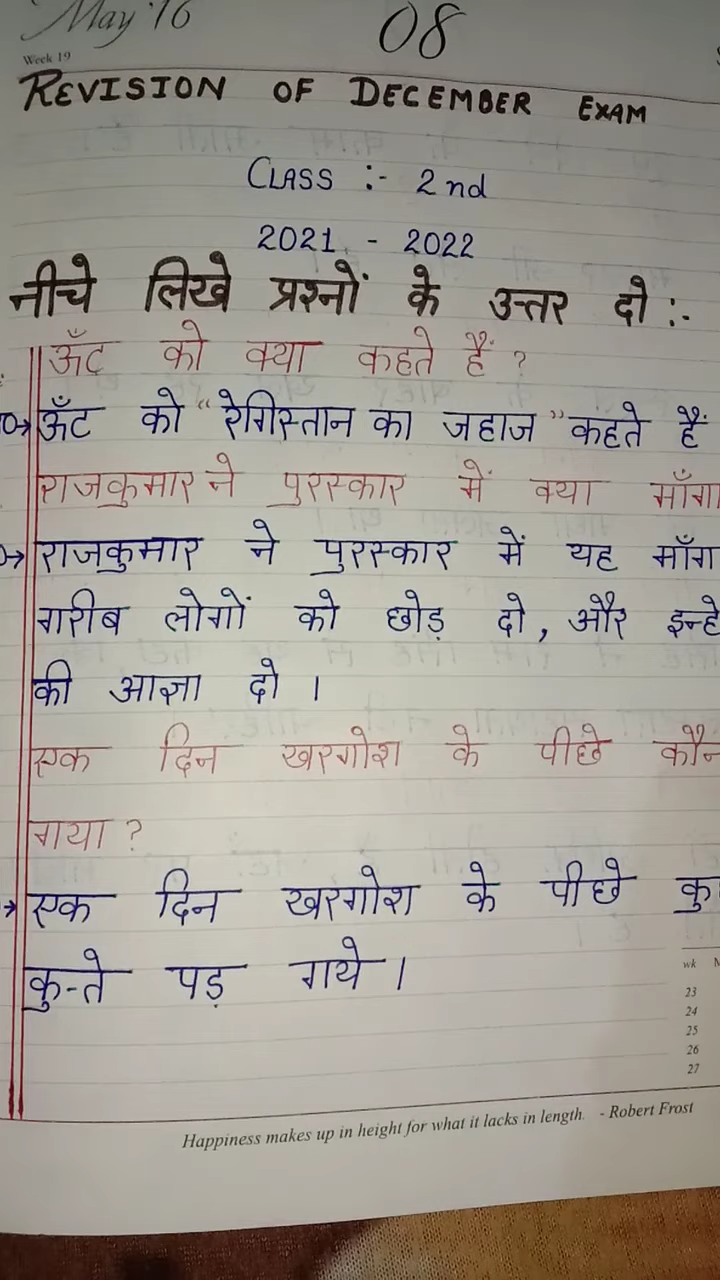 May '16
08
Week 19
REVISION OF DECEMBER EXAM
CLASS :- 2nd
2021 - 2022
नीचे लिखे प्रश्नों के उत्तर दो :-
ऊँट को क्या कहते हैं ?
ऊँट को "रेगिस्तान का जहाज" कहते हैं
राजकुमार ने पुरस्कार में क्या माँगा
राजकुमार ने पुरस्कार में यह माँग
गरीब लोगों को छोड़ दो, और इन्हे
की आज्ञा दो ।
एक दिन खरगोश के पीछे कौन
गया ?
एक दिन खरगोश के पीछे कु
कुत्ते पड़ गये ।
wk M
23
24
25
26
27
Happiness makes up in height for what it lacks in length. - Robert Frost